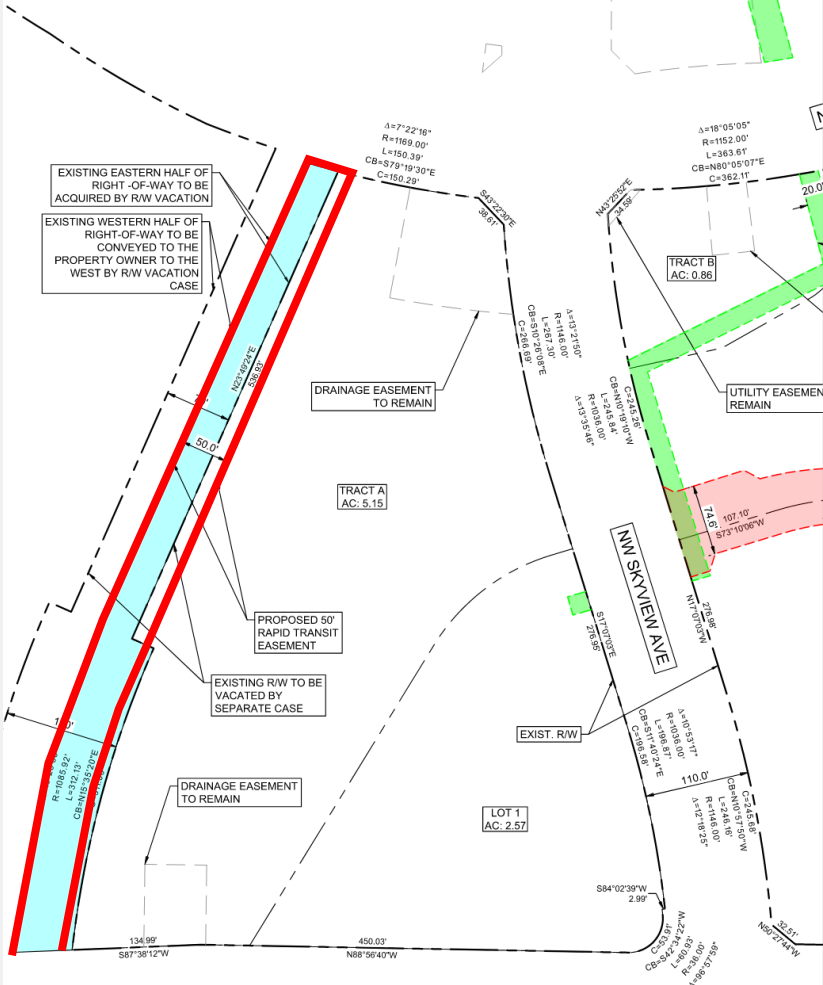 Δ=7°22'16"
R=1169.00'
L=150.39'
CB=S79°19'30"E
C=150.29'
Δ=18°05'05"
R=1152.00'
L=363.61'
CB=N80°05'07"E
C=362.11'
N
EXISTING EASTERN HALF OF
RIGHT -OF-WAY TO BE
ACQUIRED BY R/W VACATION
EXISTING WESTERN HALF OF
RIGHT-OF-WAY TO BE
CONVEYED TO THE
PROPERTY OWNER TO THE
WEST BY R/W VACATION
CASE
S43°22'30"E
38.61'
N43°25'52"E
34.59'
20.0'
TRACT B
AC: 0.86
Δ=13°21'50"
R=1146.00'
L=267.30'
CB=S10°26'08"E
C=266.69'
N23°49'24"E
536.93'
DRAINAGE EASEMENT
TO REMAIN
C=245.26'
CB=N10°19'10"W
L=245.84'
R=1036.00'
Δ=13°35'46"
UTILITY EASEMEN
REMAIN
50.0'
TRACT A
AC: 5.15
74.6'
107.10'
S73°10'06"W
NW SKYVIEW AVE
PROPOSED 50'
RAPID TRANSIT
EASEMENT
S17°07'03"E
276.95'
276.98'
N17°07'03"W
EXISTING R/W TO BE
VACATED BY
SEPARATE CASE
EXIST. R/W
Δ=10°53'17"
R=1036.00'
L=196.87'
CB=S11°40'24"E
C=196.58'
110.0'
R=1085.92'
L=312.13'
CB=N15°35'20"E
DRAINAGE EASEMENT
TO REMAIN
LOT 1
AC: 2.57
C=245.68'
CB=N10°57'50"W
L=246.16'
R=1146.00'
Δ=12°18'25"
S84°02'39"W
2.99'
134.99'
S87°38'12"W
450.03'
N88°56'40"W
C=53.91'
CB=S42°34'22"W
L=60.93'
R=36.00'
Δ=96°57'59"
32.51'
N50°27'44"W